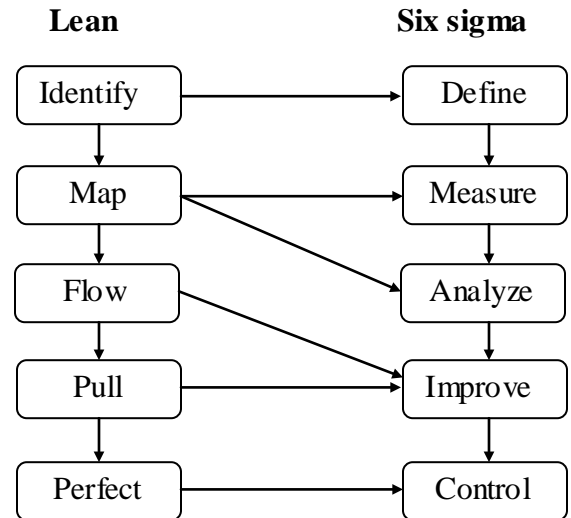 Lean Six sigma
Identify Define
Map Measure
Flow Analyze
Pull Improve
Perfect Control